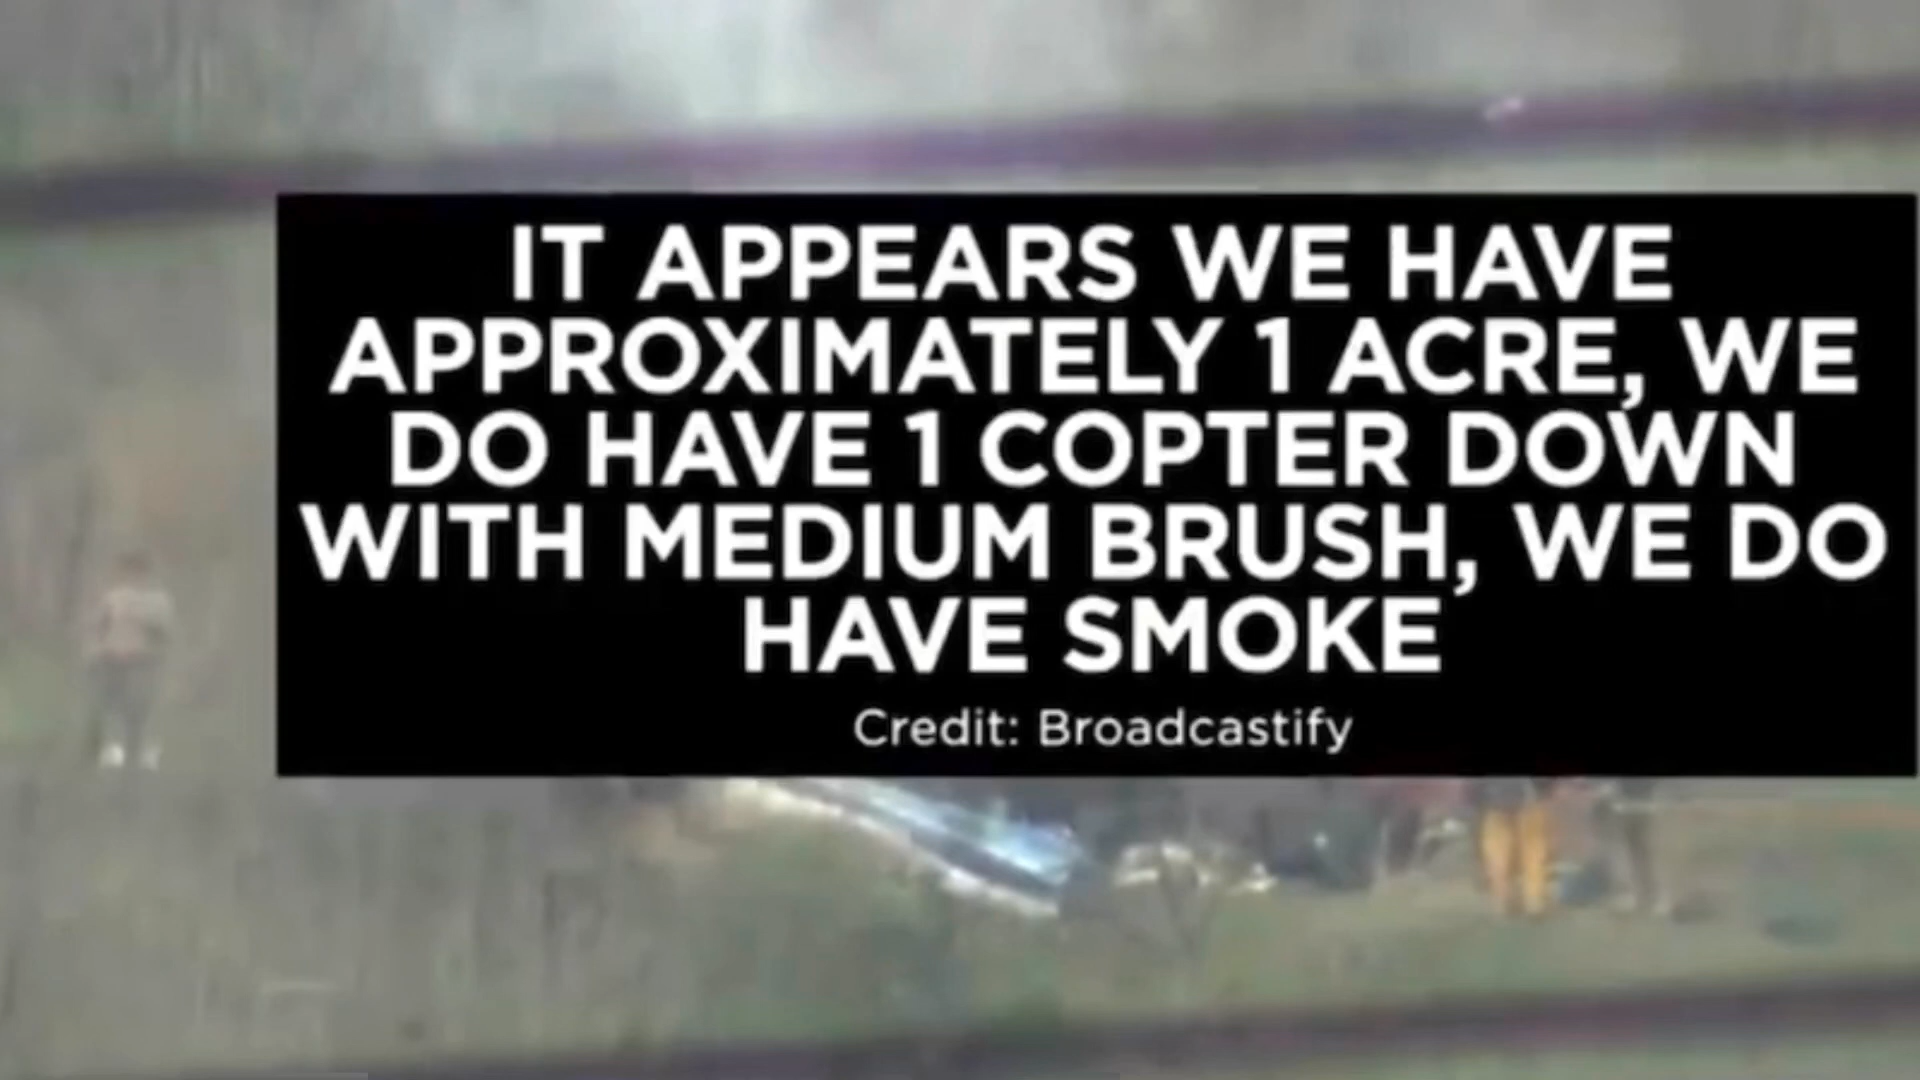 IT APPEARS WE HAVE
APPROXIMATELY 1 ACRE, WE
DO HAVE 1 COPTER DOWN
WITH MEDIUM BRUSH, WE DO
HAVE SMOKE
Credit: Broadcastify